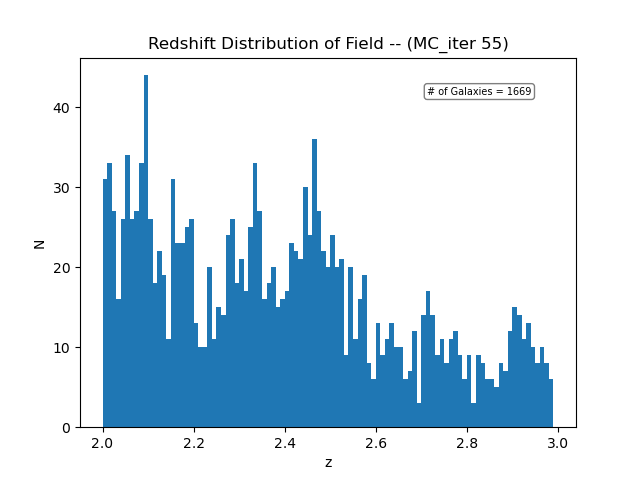 Redshift Distribution of Field -- (MC_iter 55)
# of Galaxies = 1669
40
30
20
10
0
N
2.0 2.2 2.4 2.6 2.8 3.0
z